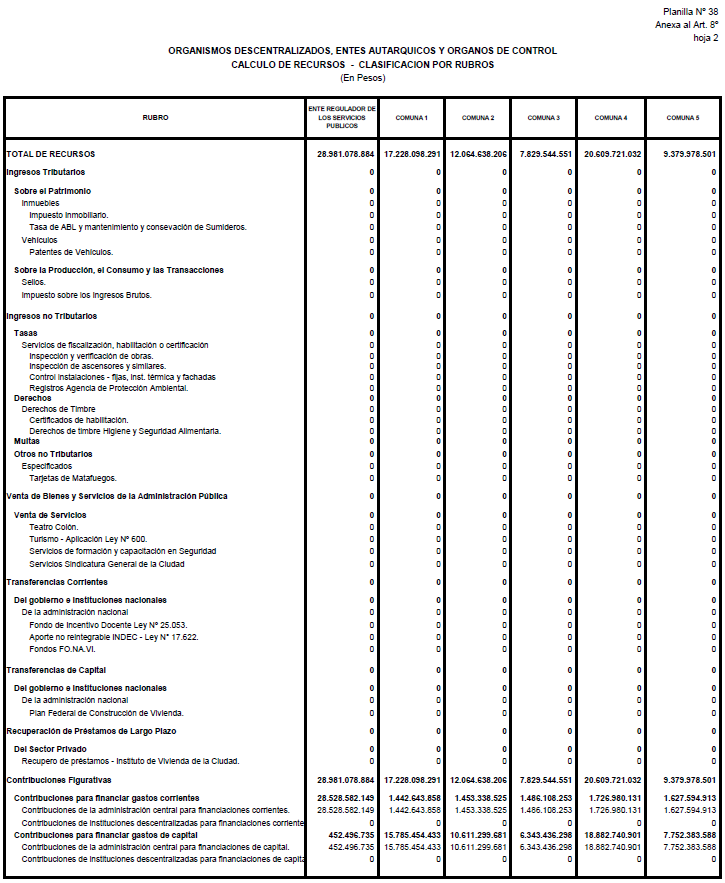 Planilla Nº 38
Anexa al Art. 8º
hoja 2
ORGANISMOS DESCENTRALIZADOS, ENTES AUTARQUICOS Y ORGANOS DE CONTROL
CALCULO DE RECURSOS - CLASIFICACION POR RUBROS
(En Pesos)
RUBRO ENTE REGULADOR DE LOS SERVICIOS PUBLICOS COMUNA 1 COMUNA 2 COMUNA 3 COMUNA 4 COMUNA 5
TOTAL DE RECURSOS 28.981.078.884 17.228.098.291 12.064.638.206 7.829.544.551 20.609.721.032 9.379.978.501
Ingresos Tributarios 0 0 0 0 0 0
Sobre el Patrimonio 0 0 0 0 0 0
Inmuebles 0 0 0 0 0 0
Impuesto Inmobiliario. 0 0 0 0 0 0
Tasa de ABL y mantenimiento y consevación de Sumideros. 0 0 0 0 0 0
Vehículos 0 0 0 0 0 0
Patentes de Vehículos. 0 0 0 0 0 0
Sobre la Producción, el Consumo y las Transacciones 0 0 0 0 0 0
Sellos. 0 0 0 0 0 0
Impuesto sobre los Ingresos Brutos. 0 0 0 0 0 0
Ingresos no Tributarios 0 0 0 0 0 0
Tasas 0 0 0 0 0 0
Servicios de fiscalización, habilitación o certificación 0 0 0 0 0 0
Inspección y verificación de obras. 0 0 0 0 0 0
Inspección de ascensores y similares. 0 0 0 0 0 0
Control instalaciones - fijas, inst. térmica y fachadas 0 0 0 0 0 0
Registros Agencia de Protección Ambiental. 0 0 0 0 0 0
Derechos 0 0 0 0 0 0
Derechos de Timbre 0 0 0 0 0 0
Certificados de habilitación. 0 0 0 0 0 0
Derechos de timbre Higiene y Seguridad Alimentaria. 0 0 0 0 0 0
Multas 0 0 0 0 0 0
Otros no Tributarios 0 0 0 0 0 0
Especificados 0 0 0 0 0 0
Tarjetas de Matafuegos. 0 0 0 0 0 0
Venta de Bienes y Servicios de la Administración Pública 0 0 0 0 0 0
Venta de Servicios 0 0 0 0 0 0
Teatro Colón. 0 0 0 0 0 0
Turismo - Aplicación Ley Nº 600. 0 0 0 0 0 0
Servicios de formación y capacitación en Seguridad 0 0 0 0 0 0
Servicios Sindicatura General de la Ciudad 0 0 0 0 0 0
Transferencias Corrientes 0 0 0 0 0 0
Del gobierno e Instituciones nacionales 0 0 0 0 0 0
De la administración nacional 0 0 0 0 0 0
Fondo de Incentivo Docente Ley Nº 25.053. 0 0 0 0 0 0
Aporte no reintegrable INDEC - Ley N° 17.622. 0 0 0 0 0 0
Fondos FO.NA.VI. 0 0 0 0 0 0
Transferencias de Capital 0 0 0 0 0 0
Del gobierno e Instituciones nacionales 0 0 0 0 0 0
De la administración nacional 0 0 0 0 0 0
Plan Federal de Construcción de Vivienda. 0 0 0 0 0 0
Recuperación de Préstamos de Largo Plazo 0 0 0 0 0 0
Del Sector Privado 0 0 0 0 0 0
Recupero de préstamos - Instituto de Vivienda de la Ciudad. 0 0 0 0 0 0
Contribuciones Figurativas 28.981.078.884 17.228.098.291 12.064.638.206 7.829.544.551 20.609.721.032 9.379.978.501
Contribuciones para financiar gastos corrientes 28.528.582.149 1.442.643.858 1.453.338.525 1.486.108.253 1.726.980.131 1.627.594.913
Contribuciones de la administración central para financiaciones corrientes. 28.528.582.149 1.442.643.858 1.453.338.525 1.486.108.253 1.726.980.131 1.627.594.913
Contribuciones de instituciones descentralizadas para financiaciones corriente 0 0 0 0 0 0
Contribuciones para financiar gastos de capital 452.496.735 15.785.454.433 10.611.299.681 6.343.436.298 18.882.740.901 7.752.383.588
Contribuciones de la administración central para financiaciones de capital. 452.496.735 15.785.454.433 10.611.299.681 6.343.436.298 18.882.740.901 7.752.383.588
Contribuciones de instituciones descentralizadas para financiaciones de capita 0 0 0 0 0 0